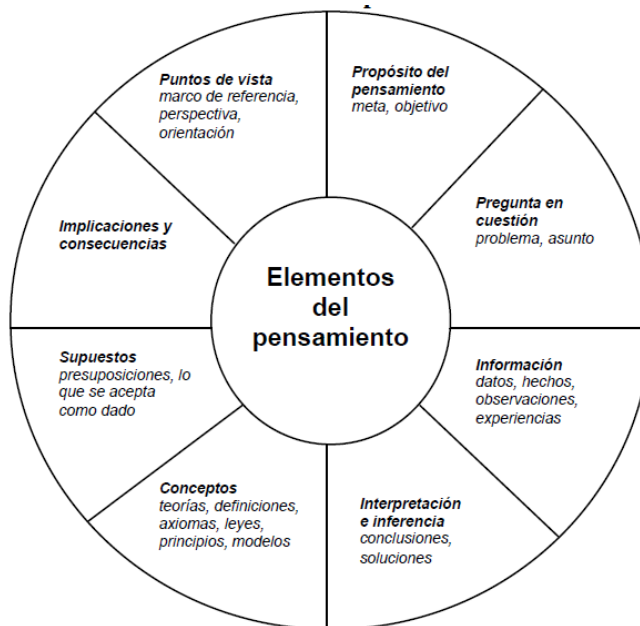 Puntos de vista
marco de referencia,
perspectiva,
orientación
Propósito del
pensamiento
meta, objetivo
Pregunta en
cuestión
problema, asunto
Información
datos, hechos,
observaciones,
experiencias
Interpretación
e inferencia
conclusiones,
soluciones
Conceptos
teorías, definiciones,
axiomas, leyes,
principios, modelos
Supuestos
presuposiciones, lo
que se acepta
como dado
Implicaciones y
consecuencias
Elementos
del
pensamiento